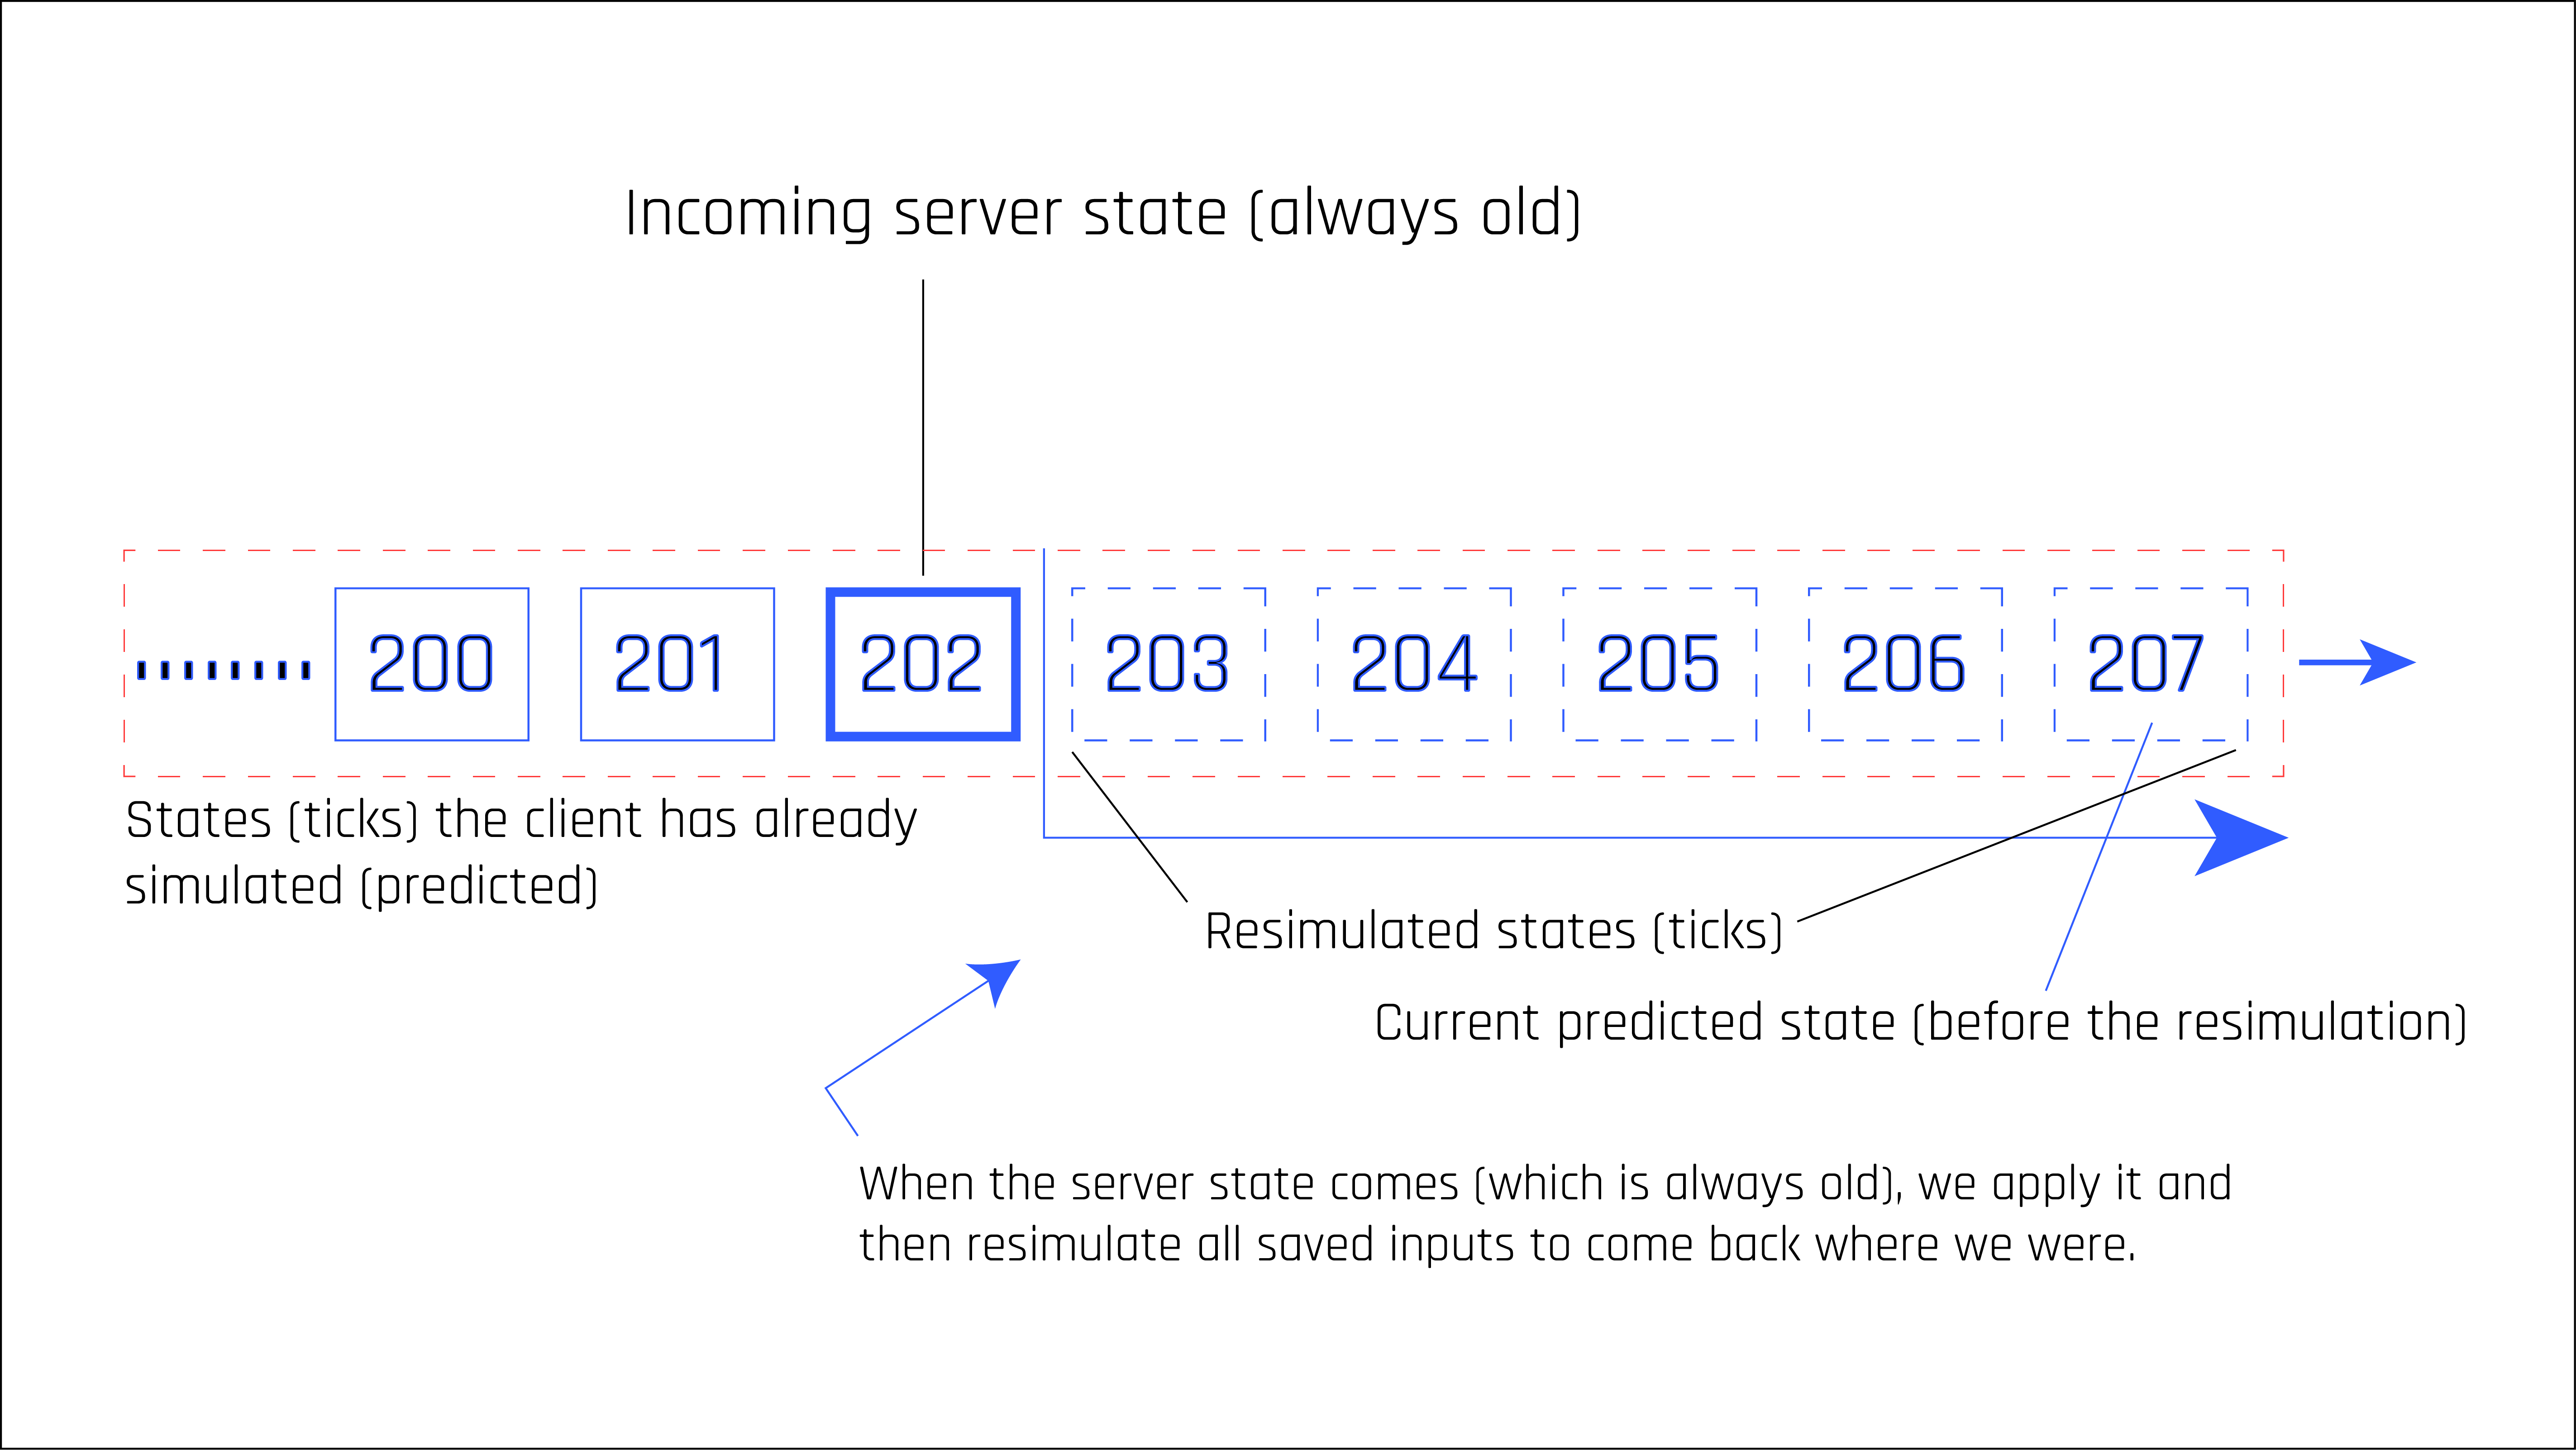 Incoming server state (always old)
200 201 202 203 204 205 206 207
States (ticks) the client has already
simulated (predicted)
Resimulated states (ticks)
Current predicted state (before the resimulation)
When the server state comes (which is always old), we apply it and
then resimulate all saved inputs to come back where we were.